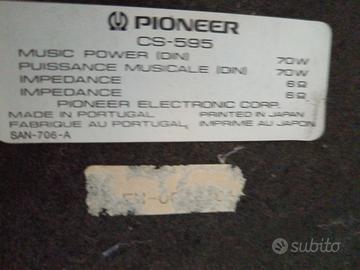 PIONEER
CS-595
MUSIC POWER (DIN) 70W
PUISSANCE MUSICALE (DIN) 70W
IMPEDANCE 6Ω
IMPEDANCE 6Ω
PIONEER ELECTRONIC CORP.
MADE IN PORTUGAL PRINTED IN JAPAN
FABRIQUE AU PORTUGAL IMPRIME AU JAPON
SAN-706-A
subito